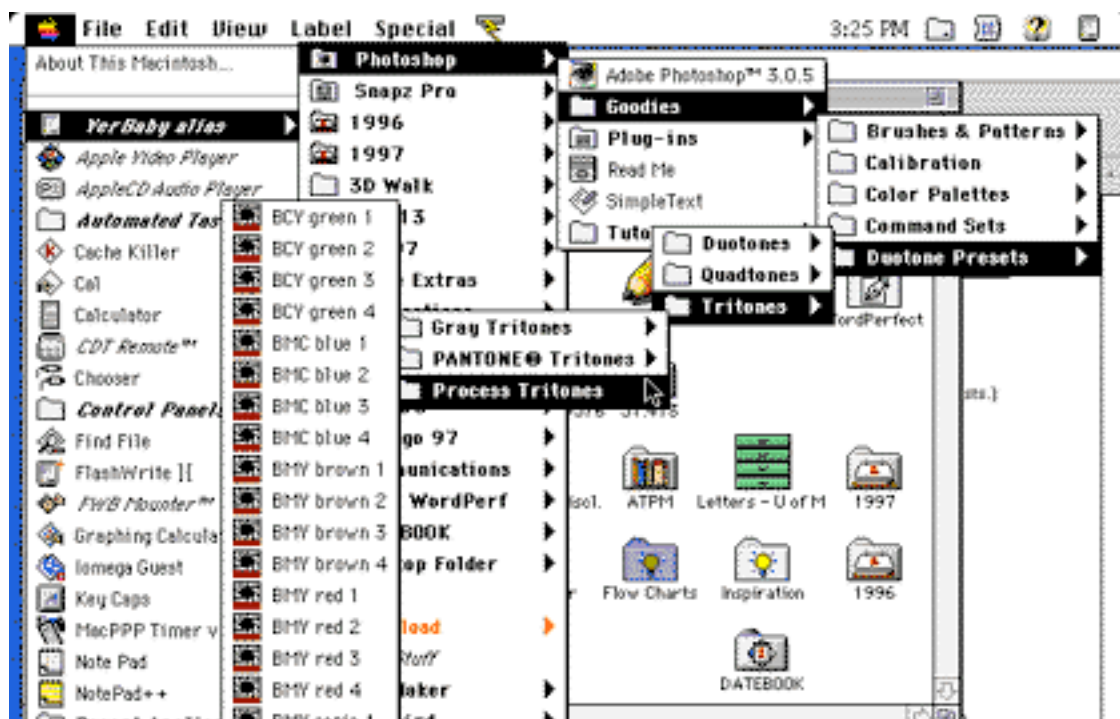 File Edit View Label Special
3:25 PM
About This Macintosh...
YerBaby alias
Apple Video Player
AppleCD Audio Player
Automated Tas
Cache Killer
Cal
Calculator
CDT Remote™
Chooser
Control Panel
Find File
FlashWrite ][
FWB Mounter™
Graphing Calcula
Iomega Guest
Key Caps
MacPPP Timer v
Note Pad
NotePad++
Photoshop
Snapz Pro
1996
1997
3D Walk
13
97
Extras
go 97
WordPerf
BOOK
op Folder
load
Stuff
Maker
Adobe Photoshop™ 3.0.5
Goodies
Plug-ins
Read Me
SimpleText
Tuto
Brushes & Patterns
Calibration
Color Palettes
Command Sets
Duotone Presets
Duotones
Quadtones
Tritones
Gray Tritones
PANTONE® Tritones
Process Tritones
BCY green 1
BCY green 2
BCY green 3
BCY green 4
BMC blue 1
BMC blue 2
BMC blue 3
BMC blue 4
BMY brown 1
BMY brown 2
BMY brown 3
BMY brown 4
BMY red 1
BMY red 2
BMY red 3
BMY red 4
WordPerfect
ATPM
Letters - U of M
1997
Flow Charts
Inspiration
1996
DATEBOOK